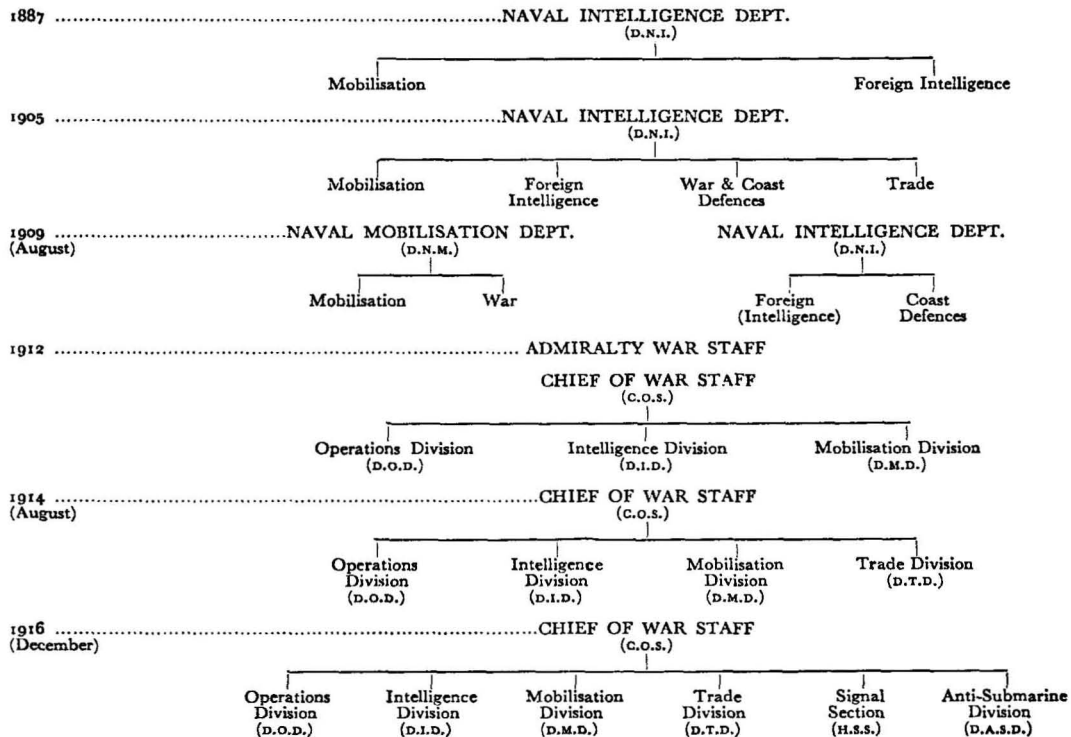 1887 ........ NAVAL INTELLIGENCE DEPT.
(D.N.I.)
Mobilisation Foreign Intelligence
1905 ........ NAVAL INTELLIGENCE DEPT.
(D.N.I.)
Mobilisation Foreign War & Coast Trade
Intelligence Defences
1909 ........ NAVAL MOBILISATION DEPT. NAVAL INTELLIGENCE DEPT.
(August) (D.N.M.) (D.N.I.)
Mobilisation War Foreign Coast
(Intelligence) Defences
1912 ........ ADMIRALTY WAR STAFF
CHIEF OF WAR STAFF
(C.O.S.)
Operations Division Intelligence Division Mobilisation Division
(D.O.D.) (D.I.D.) (D.M.D.)
1914 ........ CHIEF OF WAR STAFF
(August) (C.O.S.)
Operations Intelligence Mobilisation Trade Division
Division Division Division (D.T.D.)
(D.O.D.) (D.I.D.) (D.M.D.)
1916 ........ CHIEF OF WAR STAFF
(December) (C.O.S.)
Operations Intelligence Mobilisation Trade Signal Anti-Submarine
Division Division Division Division Section Division
(D.O.D.) (D.I.D.) (D.M.D.) (D.T.D.) (H.S.S.) (D.A.S.D.)